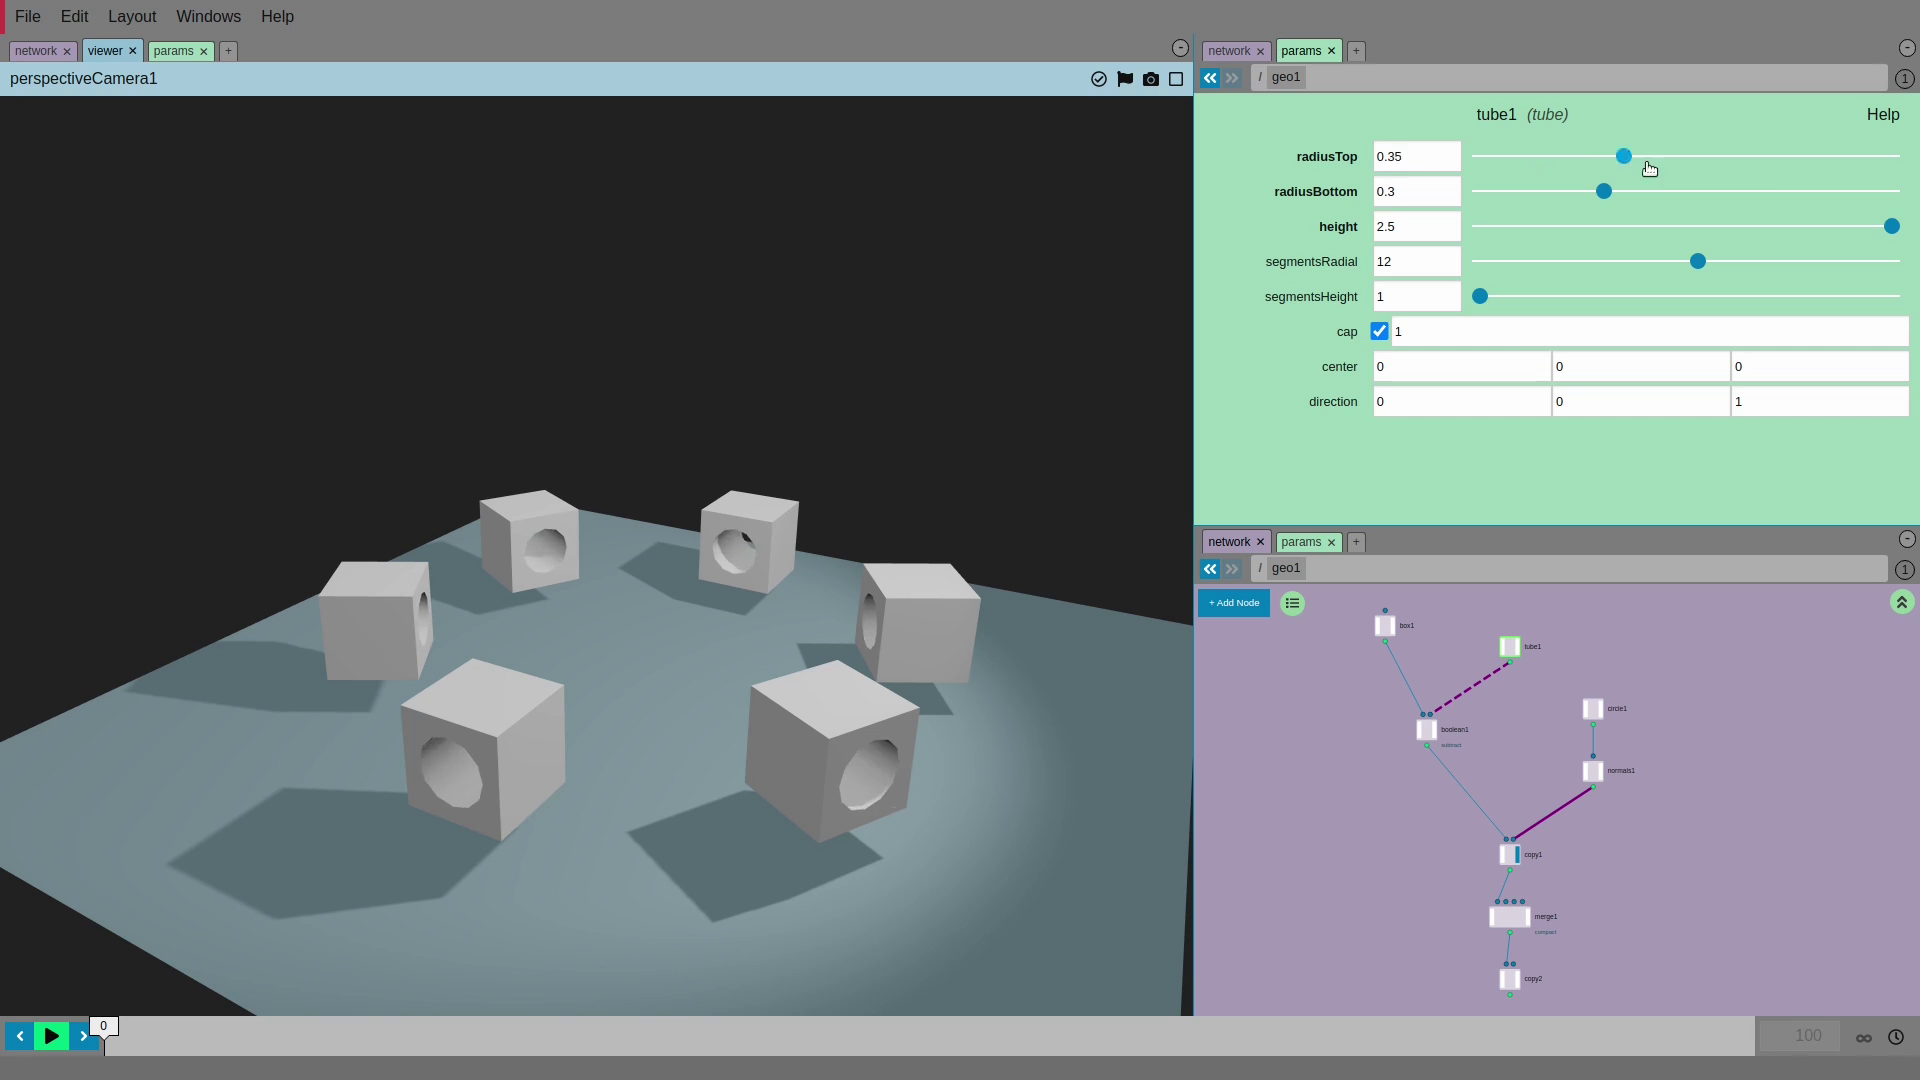 File Edit Layout Windows Help
network viewer params +
perspectiveCamera1
network params +
/ geo1
1
tube1 (tube) Help
radiusTop 0.35
radiusBottom 0.3
height 2.5
segmentsRadial 12
segmentsHeight 1
cap 1
center 0 0 0
direction 0 0 1
network params +
/ geo1
1
+ Add Node
box1
tube1
circle1
boolean1
subtract
normals1
copy1
merge1
compact
copy2
0
100